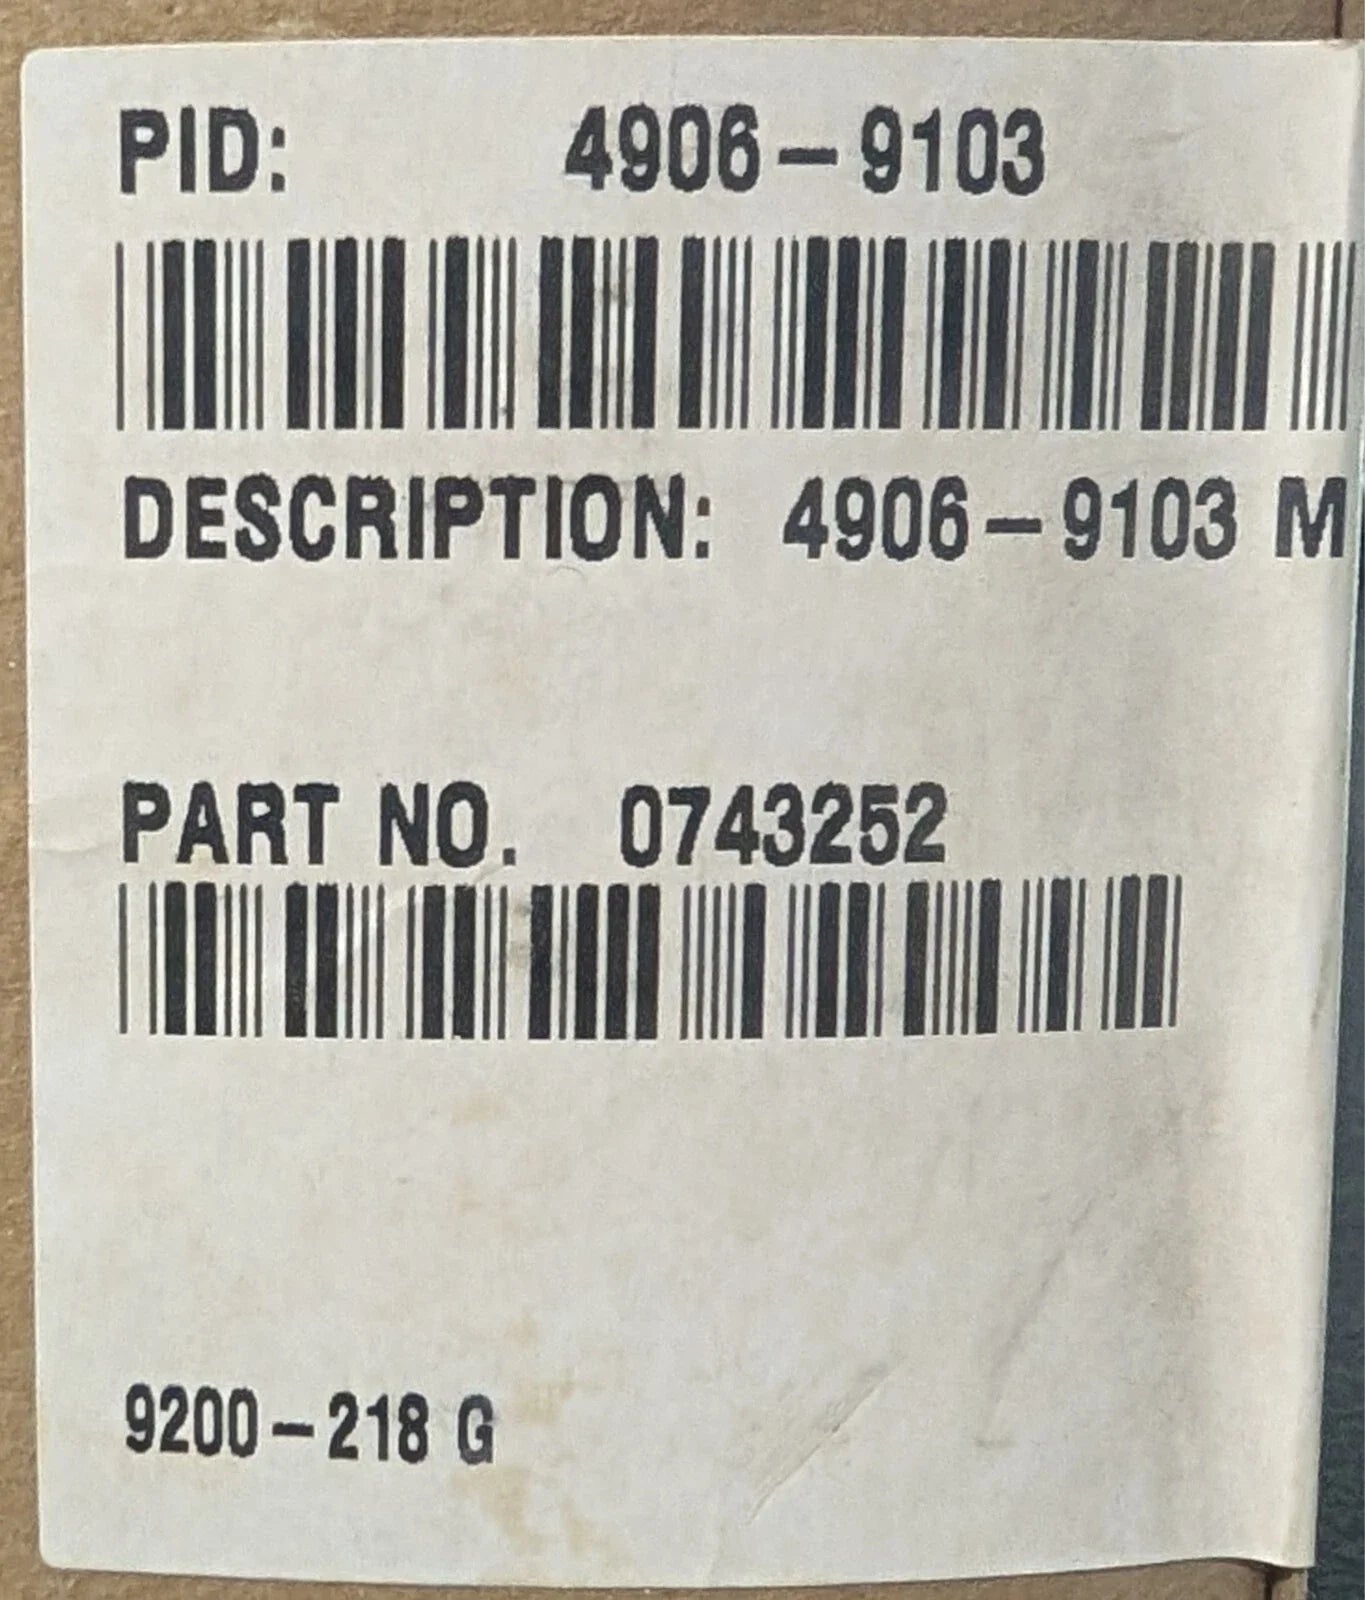 PID: 4906-9103
DESCRIPTION: 4906-9103 M
PART NO. 0743252
9200-218 G